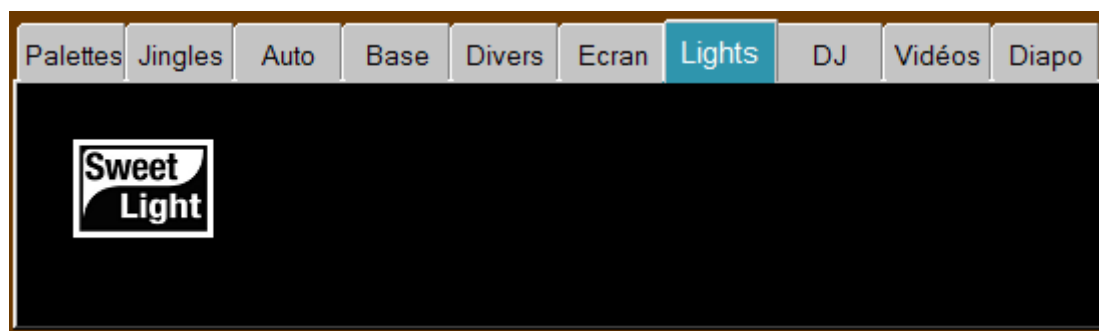 Palettes Jingles Auto Base Divers Ecran Lights DJ Vidéos Diapo
Sweet
Light